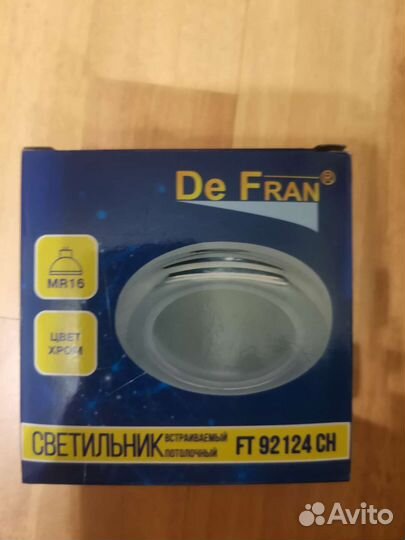 De Fran®
MR16
ЦВЕТ
ХРОМ
СВЕТИЛЬНИК
ВСТРАИВАЕМЫЙ
ПОТОЛОЧНЫЙ
FT 92124 CH
Avito